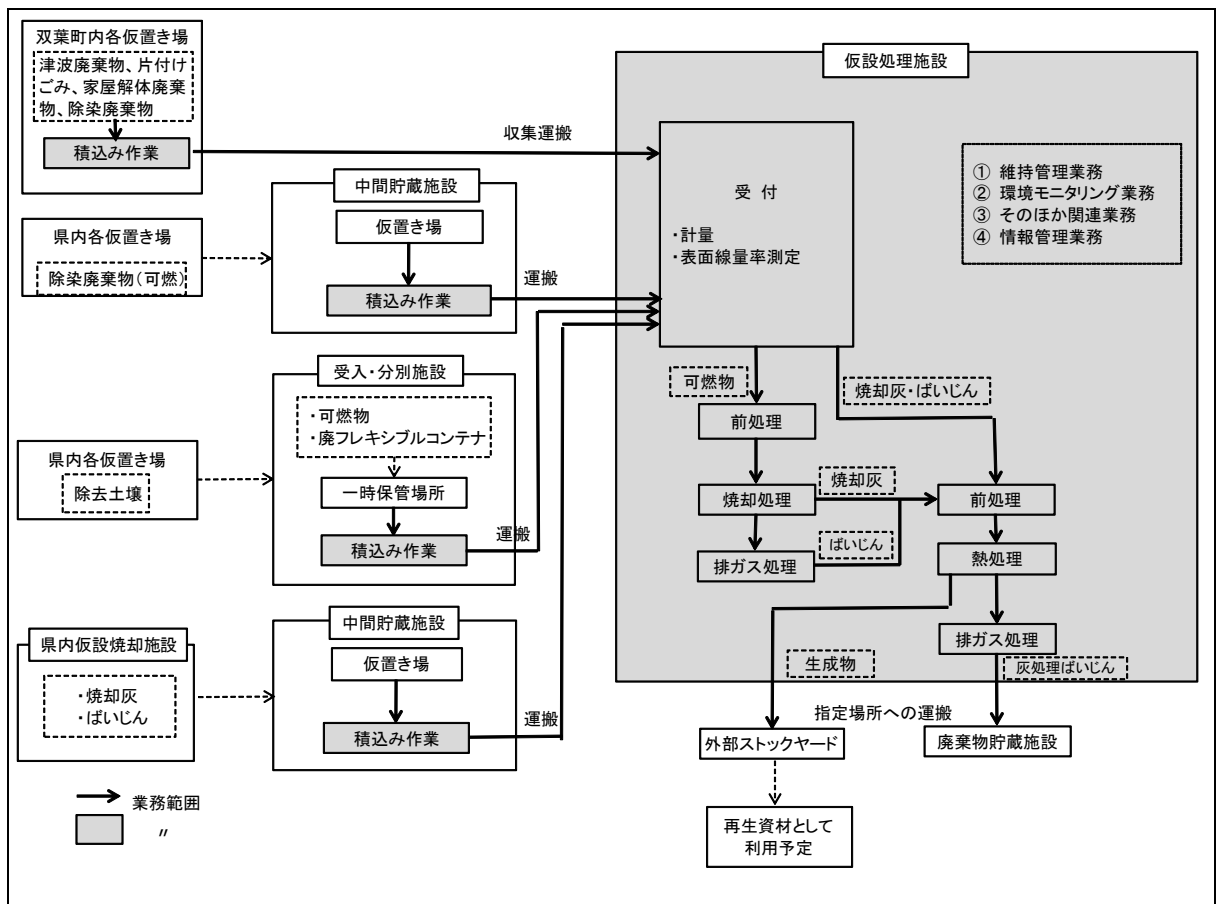 双葉町内各仮置き場
津波廃棄物、片付け
ごみ、家屋解体廃棄
物、除染廃棄物
積込み作業
収集運搬
県内各仮置き場
除染廃棄物(可燃)
中間貯蔵施設
仮置き場
積込み作業
運搬
県内各仮置き場
除去土壌
受入・分別施設
・可燃物
・廃フレキシブルコンテナ
一時保管場所
積込み作業
運搬
県内仮設焼却施設
・焼却灰
・ばいじん
中間貯蔵施設
仮置き場
積込み作業
運搬
仮設処理施設
受 付
・計量
・表面線量率測定
① 維持管理業務
② 環境モニタリング業務
③ そのほか関連業務
④ 情報管理業務
可燃物
焼却灰・ばいじん
前処理
焼却処理
焼却灰
前処理
ばいじん
排ガス処理
熱処理
排ガス処理
生成物
灰処理ばいじん
指定場所への運搬
外部ストックヤード
廃棄物貯蔵施設
再生資材として
利用予定
業務範囲
〃